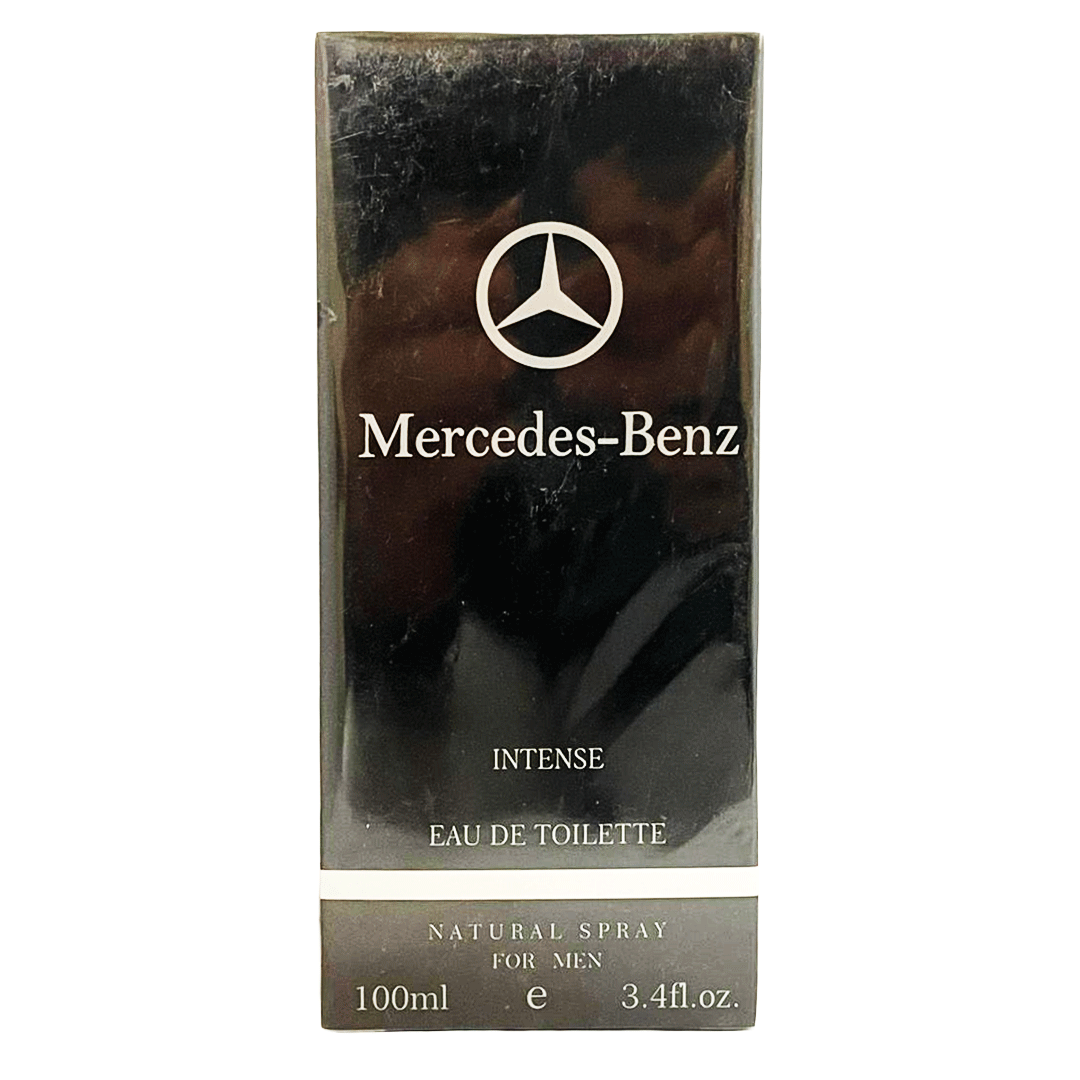 Mercedes-Benz
INTENSE
EAU DE TOILETTE
NATURAL SPRAY
FOR MEN
100ml e 3.4fl.oz.